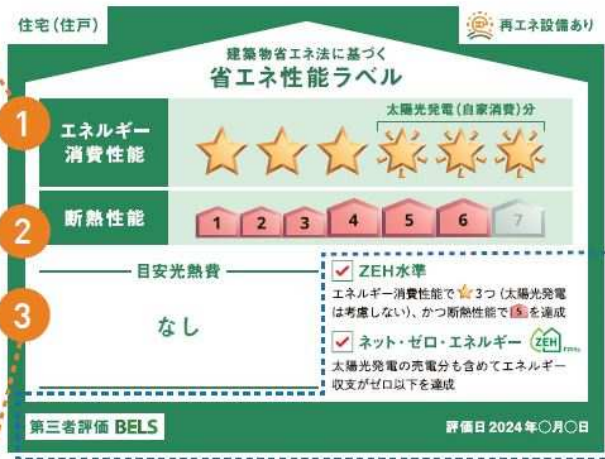 住宅(住戸)
再エネ設備あり
建築物省エネ法に基づく
省エネ性能ラベル
太陽光発電(自家消費)分
1
エネルギー
消費性能
2
断熱性能
1 2 3 4 5 6 7
3
目安光熱費
なし
ZEH水準
エネルギー消費性能で⭐3つ(太陽光発電
は考慮しない)、かつ断熱性能で5を達成
ネット・ゼロ・エネルギー ZEH
太陽光発電の売電分も含めてエネルギー
収支がゼロ以下を達成
第三者評価 BELS
評価日 2024年○月○日